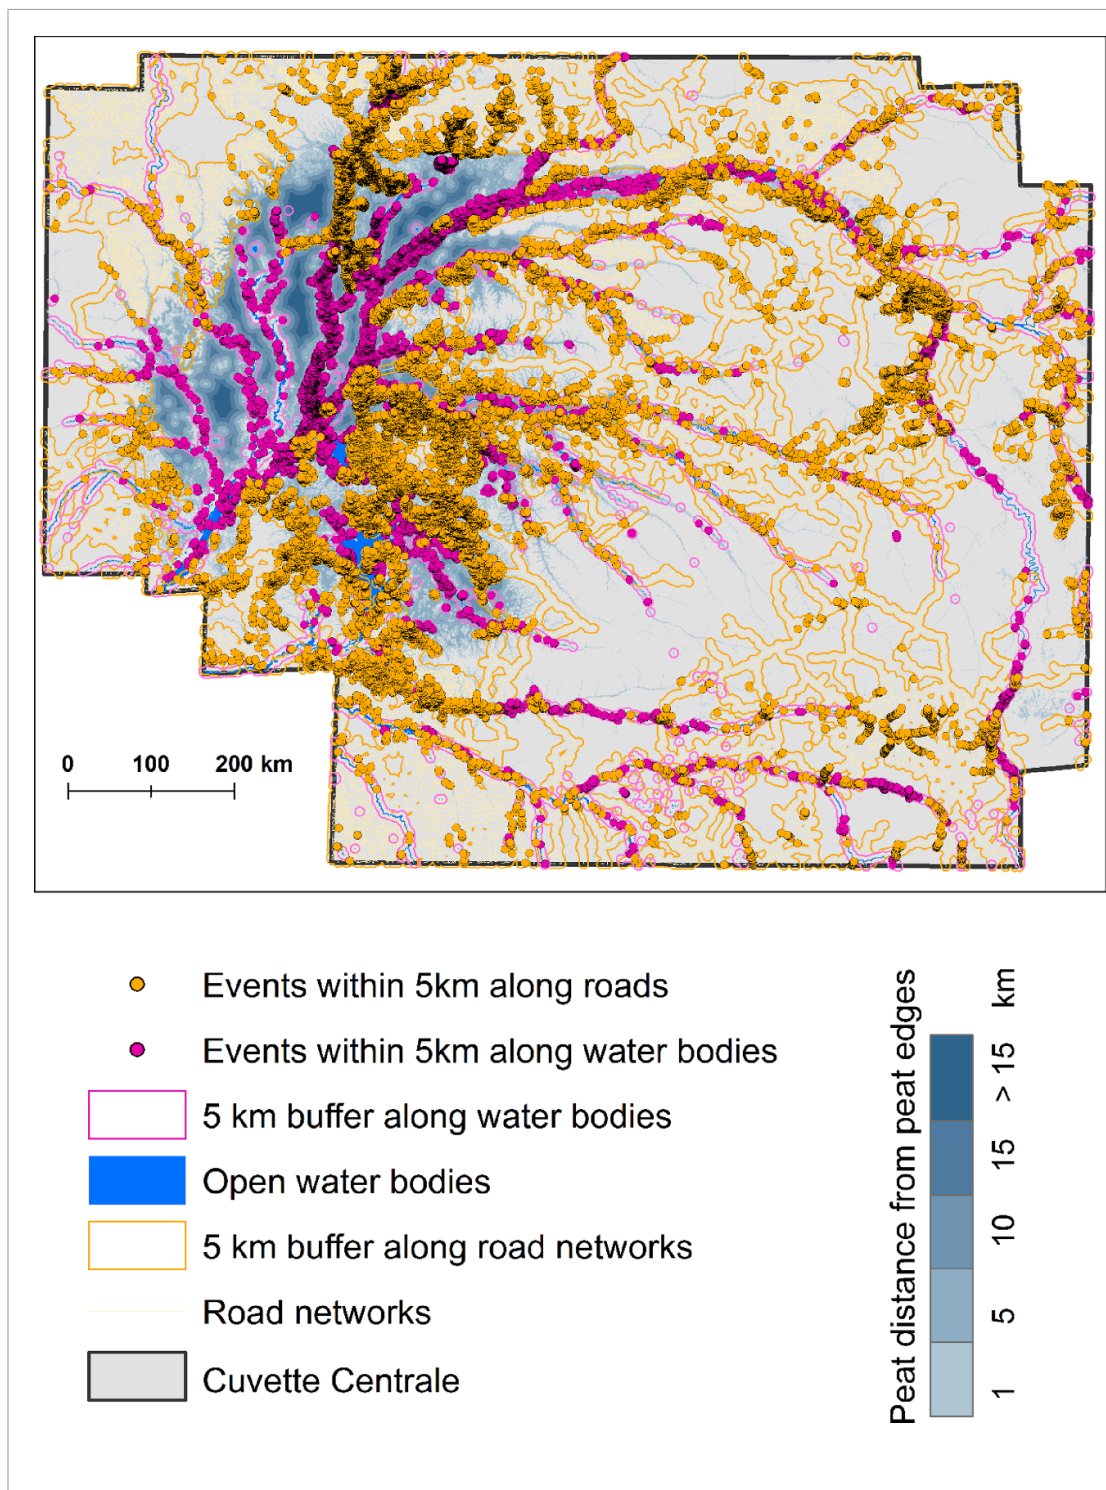 0 100 200 km
Events within 5km along roads
Events within 5km along water bodies
5 km buffer along water bodies
Open water bodies
5 km buffer along road networks
Road networks
Cuvette Centrale
Peat distance from peat edges
km
> 15
15
10
5
1